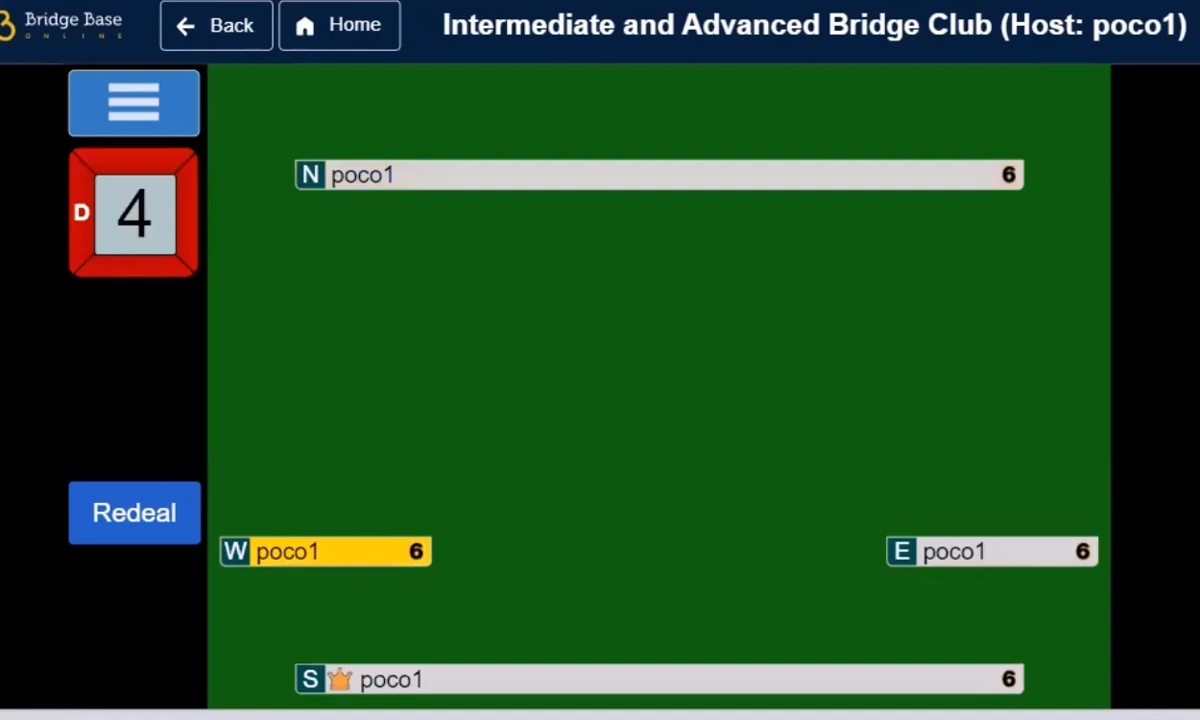 Bridge Base
ONLINE
Back
Home
Intermediate and Advanced Bridge Club (Host: poco1)
D
4
N poco1 6
Redeal
W poco1 6
E poco1 6
S poco1 6